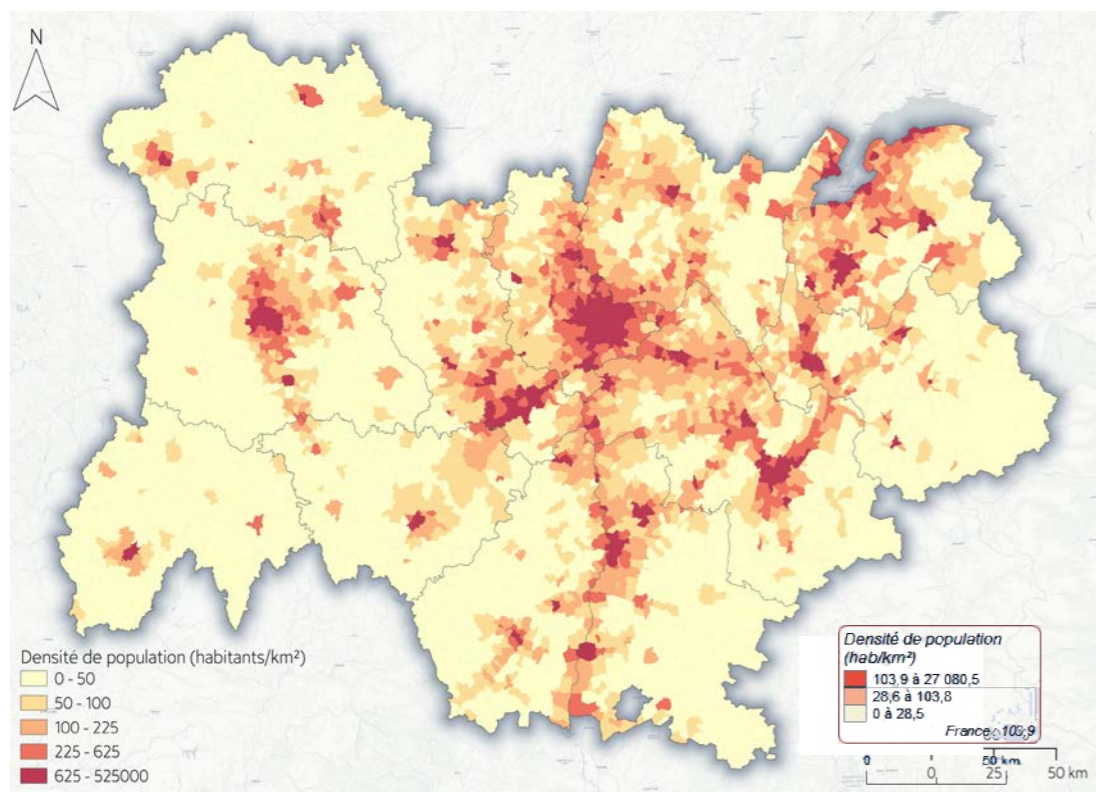 N
Densité de population (habitants/km²)
0 - 50
50 - 100
100 - 225
225 - 625
625 - 525000
Densité de population
(hab/km²)
103,9 à 27 080,5
28,6 à 103,8
0 à 28,5
France : 103,9
0 50 km
0 25 50 km